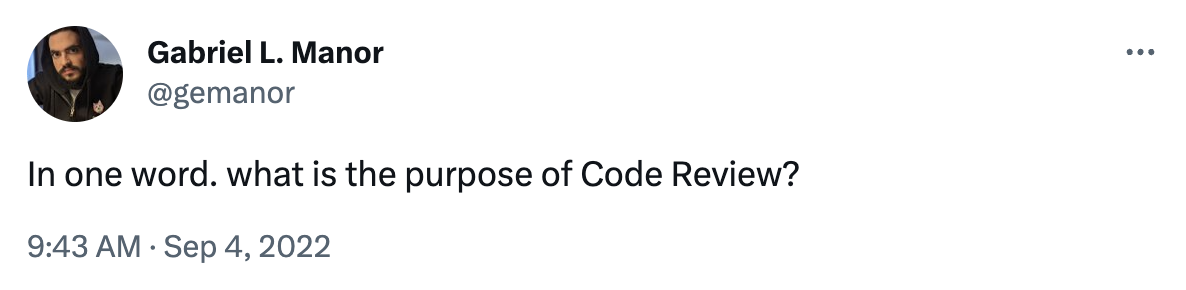 Gabriel L. Manor
@gemanor
In one word. what is the purpose of Code Review?
9:43 AM · Sep 4, 2022